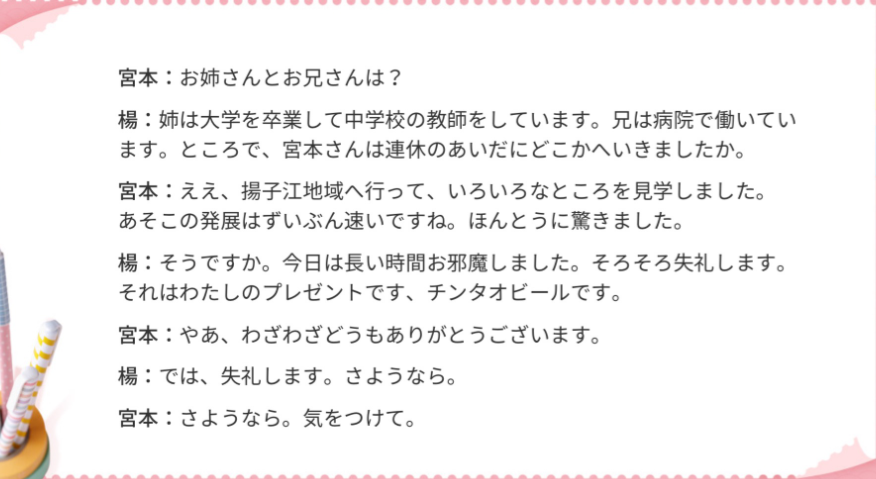 宮本：お姉さんとお兄さんは？
楊：姉は大学を卒業して中学校の教師をしています。兄は病院で働いてい
ます。ところで、宮本さんは連休のあいだにどこかへいきましたか。
宮本：ええ、揚子江地域へ行って、いろいろなところを見学しました。
あそこの発展はずいぶん速いですね。ほんとうに驚きました。
楊：そうですか。今日は長い時間お邪魔しました。そろそろ失礼します。
それはわたしのプレゼントです、チンタオビールです。
宮本：やあ、わざわざどうもありがとうございます。
楊：では、失礼します。さようなら。
宮本：さようなら。気をつけて。